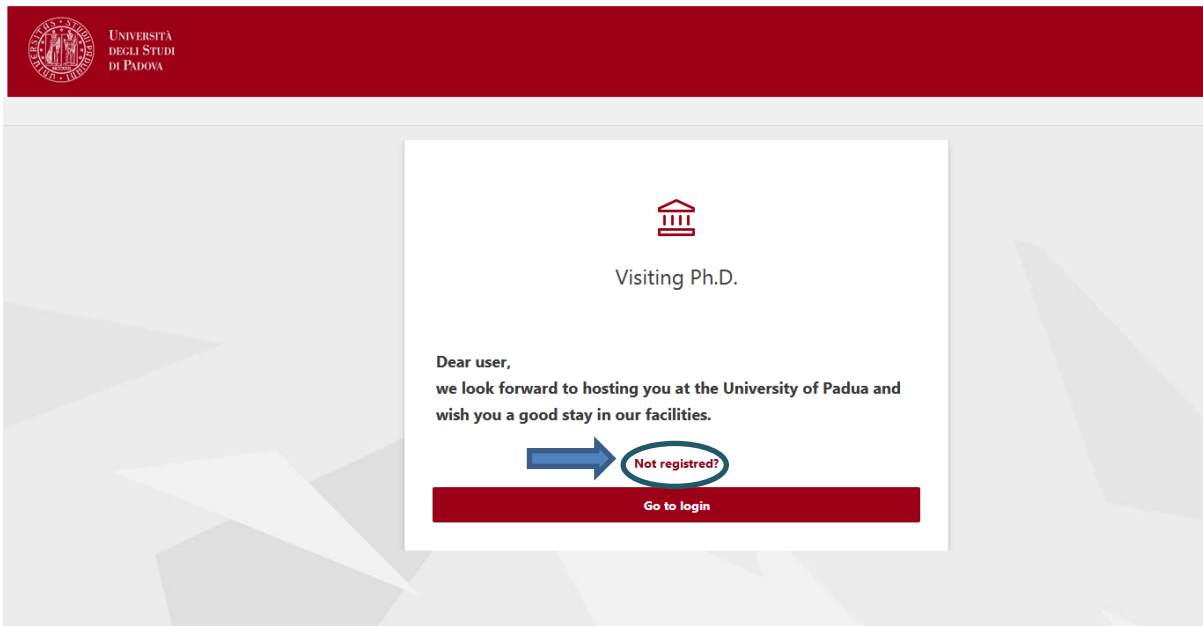 UNIVERSITÀ
DEGLI STUDI
DI PADOVA
Visiting Ph.D.
Dear user,
we look forward to hosting you at the University of Padua and
wish you a good stay in our facilities.
Not registred?
Go to login